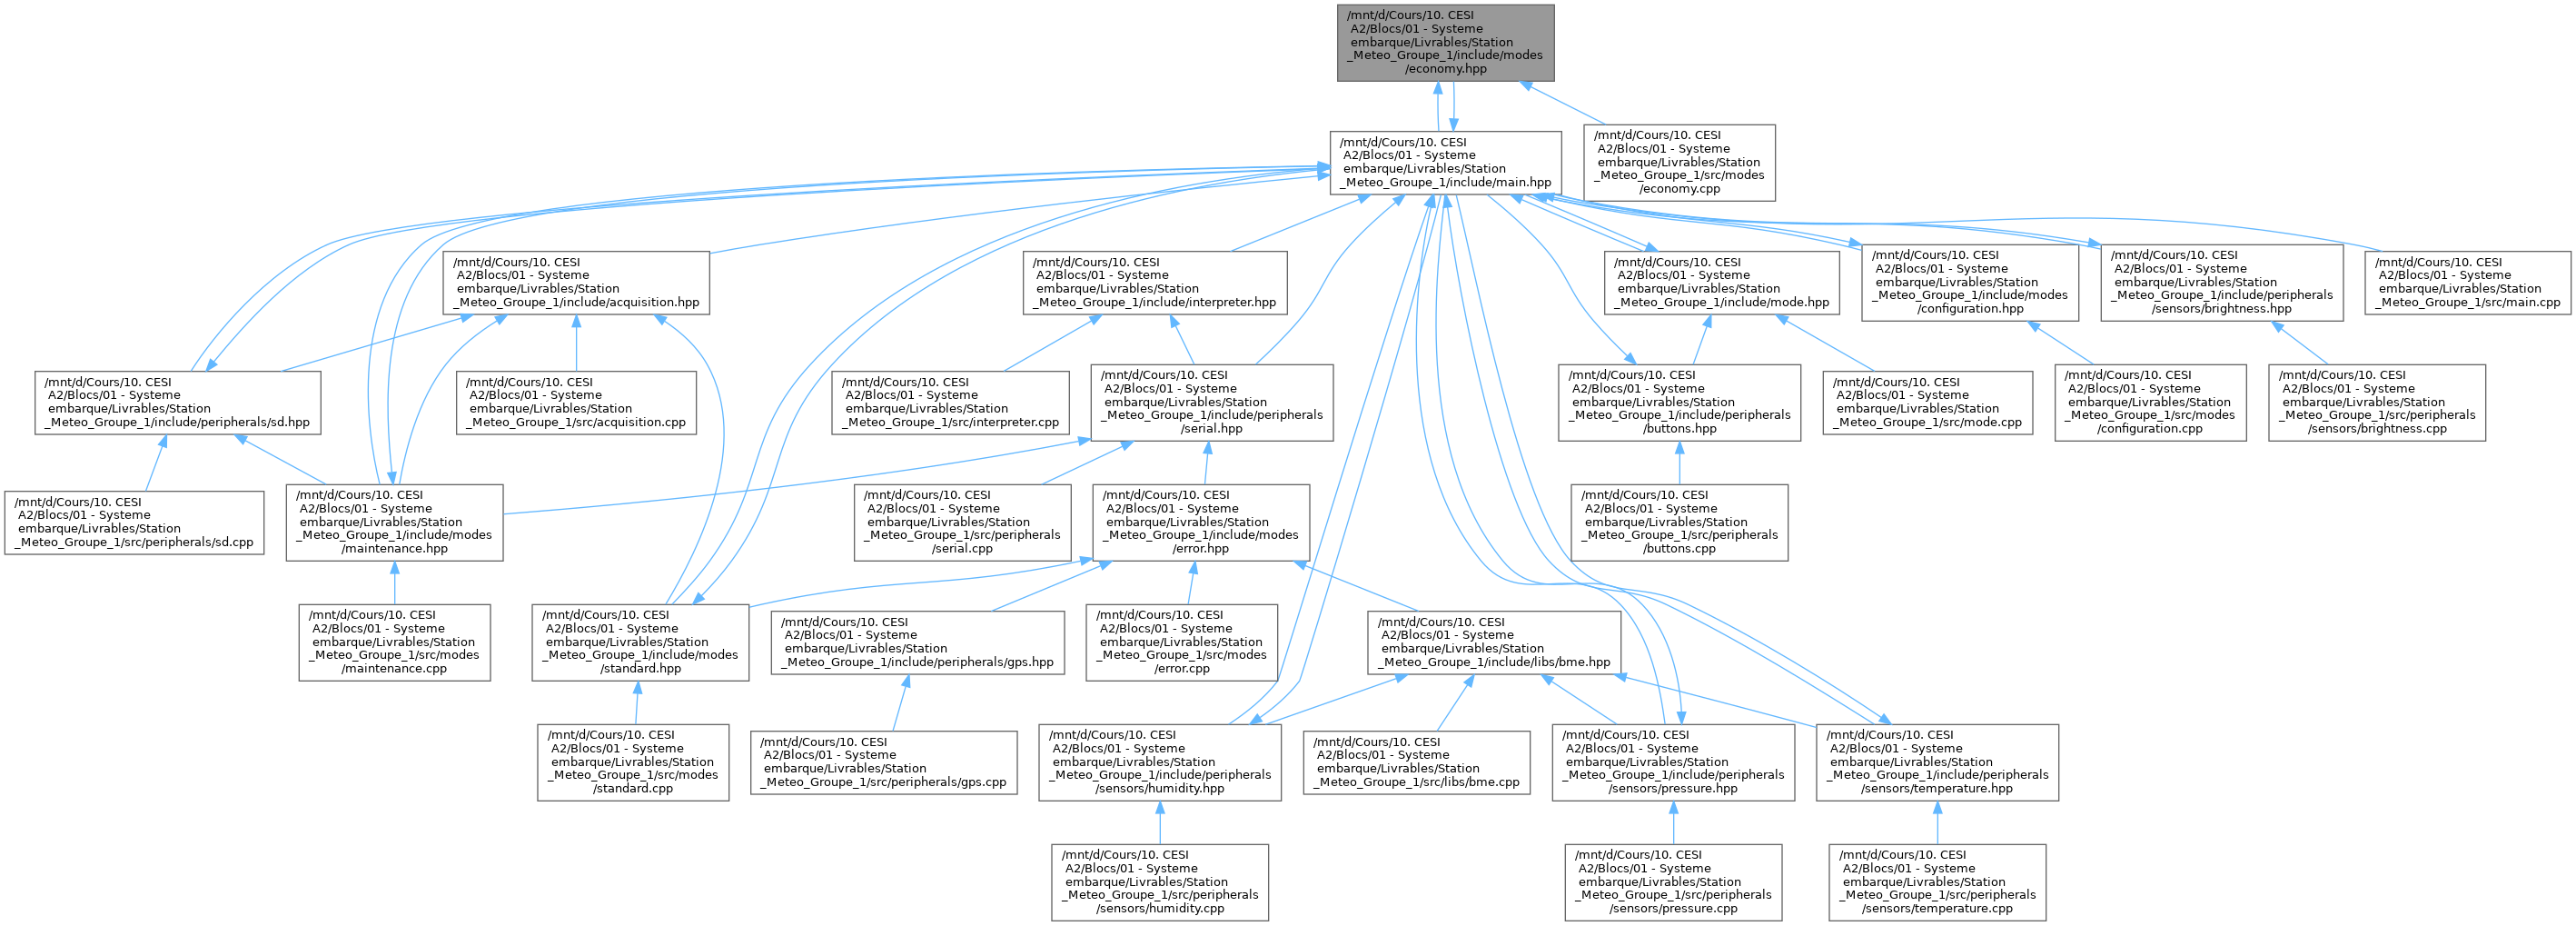 /mnt/d/Cours/10. CESI
A2/Blocs/01 - Systeme
embarque/Livrables/Station
_Meteo_Groupe_1/include/modes
/economy.hpp
/mnt/d/Cours/10. CESI
A2/Blocs/01 - Systeme
embarque/Livrables/Station
_Meteo_Groupe_1/include/main.hpp
/mnt/d/Cours/10. CESI
A2/Blocs/01 - Systeme
embarque/Livrables/Station
_Meteo_Groupe_1/src/modes
/economy.cpp
/mnt/d/Cours/10. CESI
A2/Blocs/01 - Systeme
embarque/Livrables/Station
_Meteo_Groupe_1/include/acquisition.hpp
/mnt/d/Cours/10. CESI
A2/Blocs/01 - Systeme
embarque/Livrables/Station
_Meteo_Groupe_1/include/interpreter.hpp
/mnt/d/Cours/10. CESI
A2/Blocs/01 - Systeme
embarque/Livrables/Station
_Meteo_Groupe_1/include/mode.hpp
/mnt/d/Cours/10. CESI
A2/Blocs/01 - Systeme
embarque/Livrables/Station
_Meteo_Groupe_1/include/modes
/configuration.hpp
/mnt/d/Cours/10. CESI
A2/Blocs/01 - Systeme
embarque/Livrables/Station
_Meteo_Groupe_1/include/peripherals
/sensors/brightness.hpp
/mnt/d/Cours/10. CESI
A2/Blocs/01 - Systeme
embarque/Livrables/Station
_Meteo_Groupe_1/src/main.cpp
/mnt/d/Cours/10. CESI
A2/Blocs/01 - Systeme
embarque/Livrables/Station
_Meteo_Groupe_1/include/peripherals/sd.hpp
/mnt/d/Cours/10. CESI
A2/Blocs/01 - Systeme
embarque/Livrables/Station
_Meteo_Groupe_1/src/acquisition.cpp
/mnt/d/Cours/10. CESI
A2/Blocs/01 - Systeme
embarque/Livrables/Station
_Meteo_Groupe_1/src/interpreter.cpp
/mnt/d/Cours/10. CESI
A2/Blocs/01 - Systeme
embarque/Livrables/Station
_Meteo_Groupe_1/include/peripherals
/serial.hpp
/mnt/d/Cours/10. CESI
A2/Blocs/01 - Systeme
embarque/Livrables/Station
_Meteo_Groupe_1/include/peripherals
/buttons.hpp
/mnt/d/Cours/10. CESI
A2/Blocs/01 - Systeme
embarque/Livrables/Station
_Meteo_Groupe_1/src/mode.cpp
/mnt/d/Cours/10. CESI
A2/Blocs/01 - Systeme
embarque/Livrables/Station
_Meteo_Groupe_1/src/modes
/configuration.cpp
/mnt/d/Cours/10. CESI
A2/Blocs/01 - Systeme
embarque/Livrables/Station
_Meteo_Groupe_1/src/peripherals
/sensors/brightness.cpp
/mnt/d/Cours/10. CESI
A2/Blocs/01 - Systeme
embarque/Livrables/Station
_Meteo_Groupe_1/src/peripherals/sd.cpp
/mnt/d/Cours/10. CESI
A2/Blocs/01 - Systeme
embarque/Livrables/Station
_Meteo_Groupe_1/include/modes
/maintenance.hpp
/mnt/d/Cours/10. CESI
A2/Blocs/01 - Systeme
embarque/Livrables/Station
_Meteo_Groupe_1/src/peripherals
/serial.cpp
/mnt/d/Cours/10. CESI
A2/Blocs/01 - Systeme
embarque/Livrables/Station
_Meteo_Groupe_1/include/modes
/error.hpp
/mnt/d/Cours/10. CESI
A2/Blocs/01 - Systeme
embarque/Livrables/Station
_Meteo_Groupe_1/src/peripherals
/buttons.cpp
/mnt/d/Cours/10. CESI
A2/Blocs/01 - Systeme
embarque/Livrables/Station
_Meteo_Groupe_1/src/modes
/maintenance.cpp
/mnt/d/Cours/10. CESI
A2/Blocs/01 - Systeme
embarque/Livrables/Station
_Meteo_Groupe_1/include/modes
/standard.hpp
/mnt/d/Cours/10. CESI
A2/Blocs/01 - Systeme
embarque/Livrables/Station
_Meteo_Groupe_1/include/peripherals/gps.hpp
/mnt/d/Cours/10. CESI
A2/Blocs/01 - Systeme
embarque/Livrables/Station
_Meteo_Groupe_1/src/modes
/error.cpp
/mnt/d/Cours/10. CESI
A2/Blocs/01 - Systeme
embarque/Livrables/Station
_Meteo_Groupe_1/include/libs/bme.hpp
/mnt/d/Cours/10. CESI
A2/Blocs/01 - Systeme
embarque/Livrables/Station
_Meteo_Groupe_1/src/modes
/standard.cpp
/mnt/d/Cours/10. CESI
A2/Blocs/01 - Systeme
embarque/Livrables/Station
_Meteo_Groupe_1/src/peripherals/gps.cpp
/mnt/d/Cours/10. CESI
A2/Blocs/01 - Systeme
embarque/Livrables/Station
_Meteo_Groupe_1/include/peripherals
/sensors/humidity.hpp
/mnt/d/Cours/10. CESI
A2/Blocs/01 - Systeme
embarque/Livrables/Station
_Meteo_Groupe_1/src/libs/bme.cpp
/mnt/d/Cours/10. CESI
A2/Blocs/01 - Systeme
embarque/Livrables/Station
_Meteo_Groupe_1/include/peripherals
/sensors/pressure.hpp
/mnt/d/Cours/10. CESI
A2/Blocs/01 - Systeme
embarque/Livrables/Station
_Meteo_Groupe_1/include/peripherals
/sensors/temperature.hpp
/mnt/d/Cours/10. CESI
A2/Blocs/01 - Systeme
embarque/Livrables/Station
_Meteo_Groupe_1/src/peripherals
/sensors/humidity.cpp
/mnt/d/Cours/10. CESI
A2/Blocs/01 - Systeme
embarque/Livrables/Station
_Meteo_Groupe_1/src/peripherals
/sensors/pressure.cpp
/mnt/d/Cours/10. CESI
A2/Blocs/01 - Systeme
embarque/Livrables/Station
_Meteo_Groupe_1/src/peripherals
/sensors/temperature.cpp